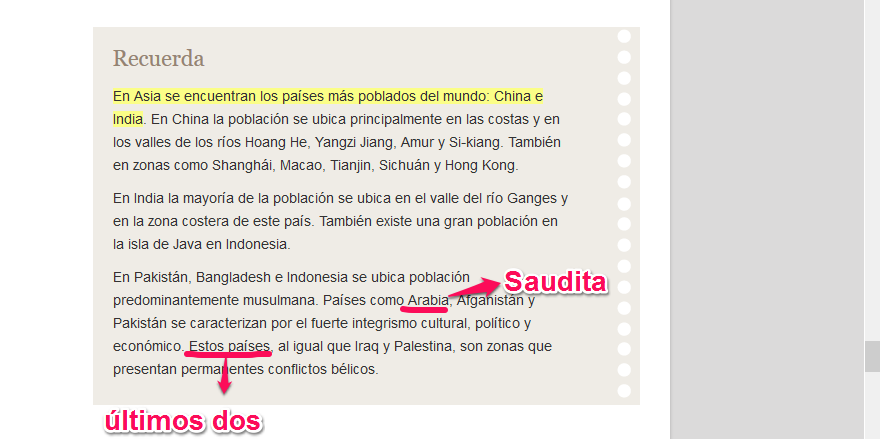 Recuerda
En Asia se encuentran los países más poblados del mundo: China e
India. En China la población se ubica principalmente en las costas y en
los valles de los ríos Hoang He, Yangzi Jiang, Amur y Si-kiang. También
en zonas como Shanghái, Macao, Tianjin, Sichuán y Hong Kong.
En India la mayoría de la población se ubica en el valle del río Ganges y
en la zona costera de este país. También existe una gran población en
la isla de Java en Indonesia.
En Pakistán, Bangladesh e Indonesia se ubica población
Saudita
predominantemente musulmana. Países como Arabia, Afganistán y
Pakistán se caracterizan por el fuerte integrismo cultural, político y
económico. Estos países, al igual que Iraq y Palestina, son zonas que
presentan permanentes conflictos bélicos.
últimos dos